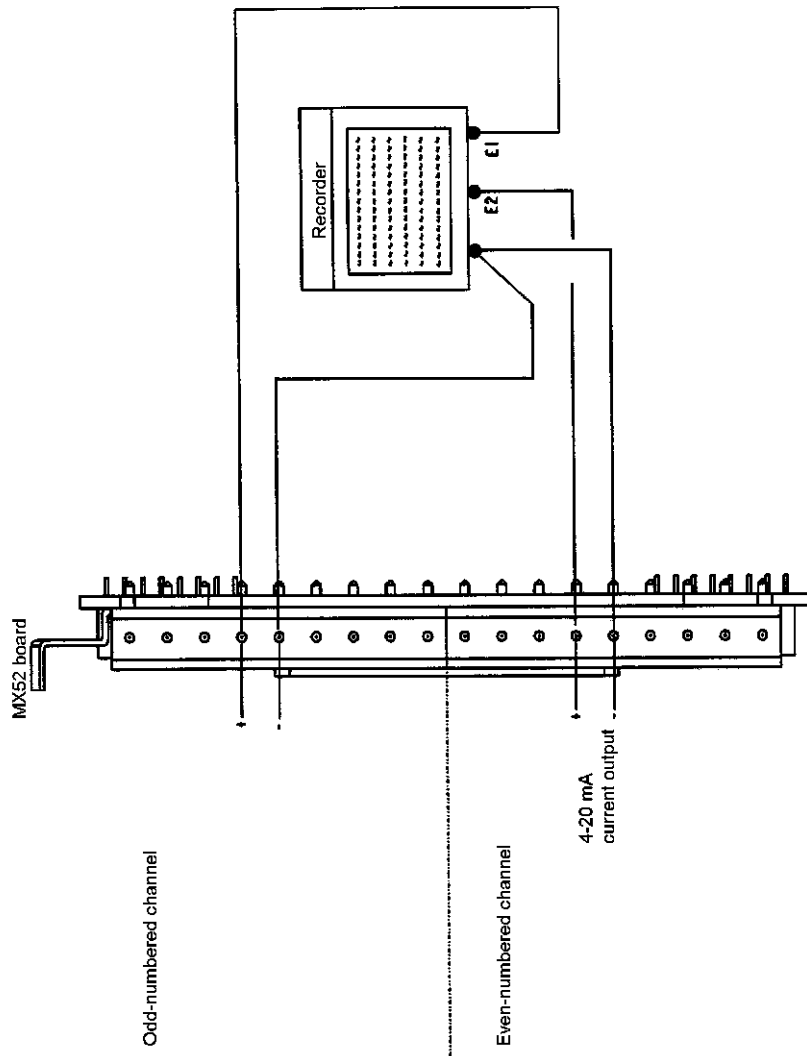 MX52 board
Odd-numbered channel
+
-
Recorder
E1
E2
Even-numbered channel
+
-
4-20 mA
current output